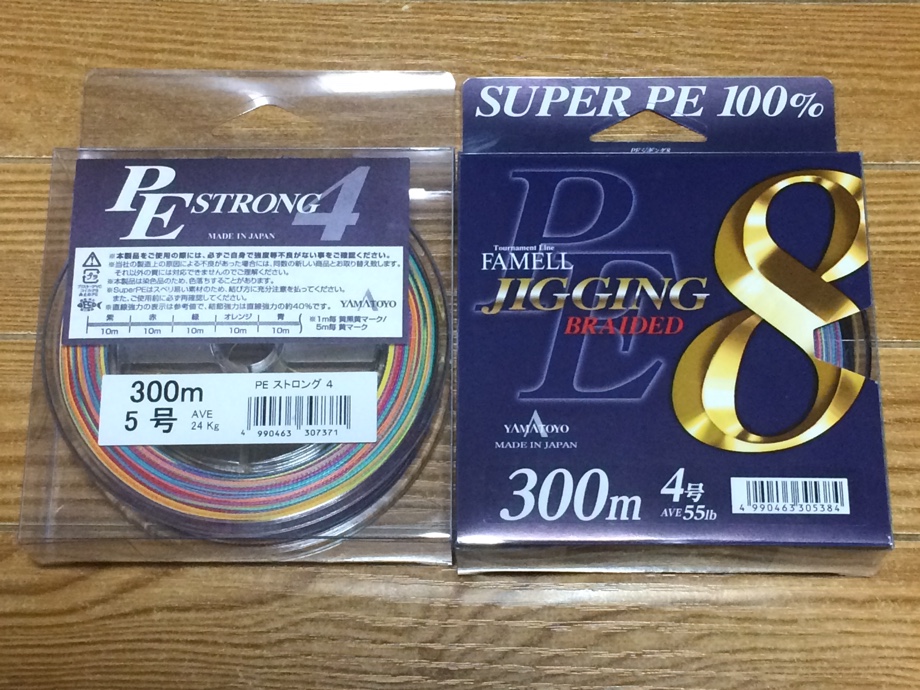 PE STRONG 4
MADE IN JAPAN
※本製品をご使用の際には、必ずご自身で強度等不良がない事をご確認ください。
※当社の製造上の原因による不良があった場合には、同数の新しい商品とお取り替え致します。
それ以外の責には対応できませんのでご了承ください。
※本製品は染色品のため、色落ちすることがあります。
※SuperPEはスベリ易い素材のため、結び方に充分注意を払ってください。
また、ご使用前に必ず再確認してください。
※直線強力の表示は参考値で、結節強力は直線強力の約40%です。
YAMATOYO
紫 赤 緑 オレンジ 青
10m 10m 10m 10m 10m
※1m毎 黄黒黄マーク/
5m毎 黄マーク
300m
5号 AVE 24 Kg
PE ストロング 4
4 990463 307371
SUPER PE 100%
PEジギング8
PE
Tournament Line
FAMELL
JIGGING 8
BRAIDED
YAMATOYO
MADE IN JAPAN
300m 4号 AVE 55lb
4 990463 305384